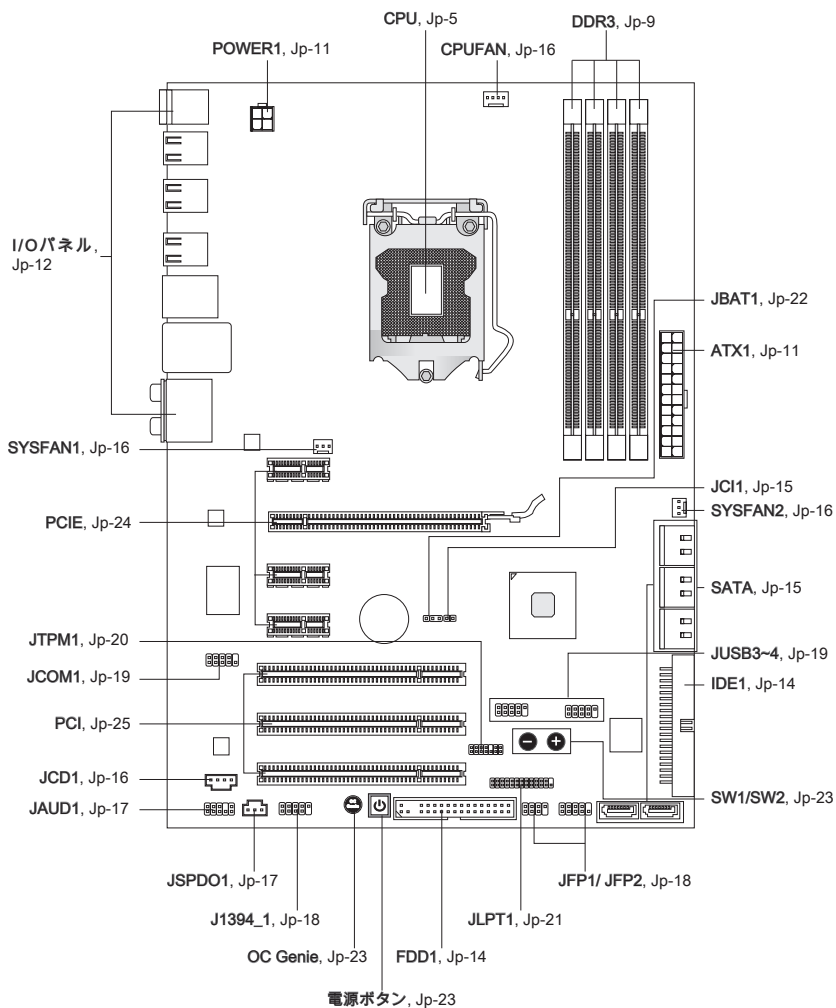 CPU, Jp-5
DDR3, Jp-9
POWER1, Jp-11
CPUFAN, Jp-16
I/Oパネル,
Jp-12
JBAT1, Jp-22
ATX1, Jp-11
SYSFAN1, Jp-16
JCI1, Jp-15
SYSFAN2, Jp-16
PCIE, Jp-24
SATA, Jp-15
JTPM1, Jp-20
JUSB3~4, Jp-19
JCOM1, Jp-19
IDE1, Jp-14
PCI, Jp-25
JCD1, Jp-16
SW1/SW2, Jp-23
JAUD1, Jp-17
JSPDO1, Jp-17
JFP1/ JFP2, Jp-18
J1394_1, Jp-18
JLPT1, Jp-21
OC Genie, Jp-23
FDD1, Jp-14
電源ボタン, Jp-23